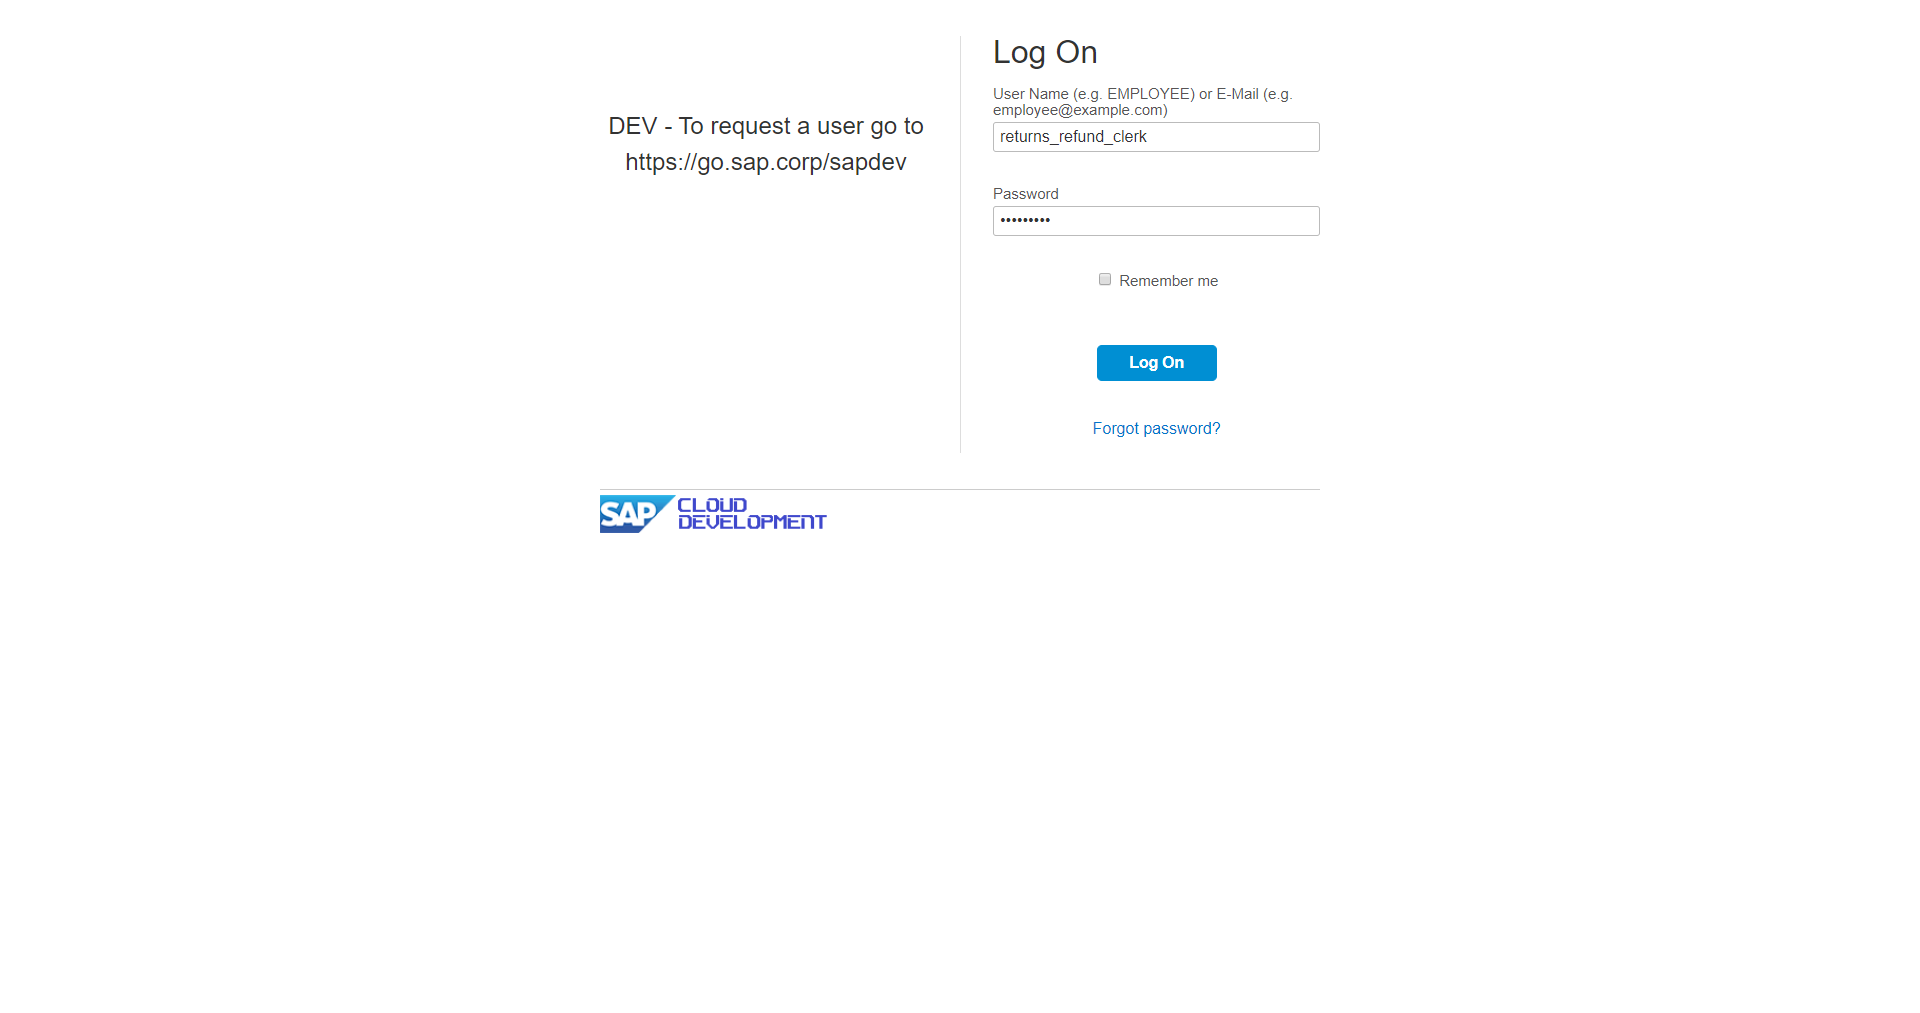 DEV - To request a user go to
https://go.sap.corp/sapdev
Log On
User Name (e.g. EMPLOYEE) or E-Mail (e.g.
employee@example.com)
returns_refund_clerk
Password
•••••••••
Remember me
Log On
Forgot password?
SAP CLOUD
DEVELOPMENT